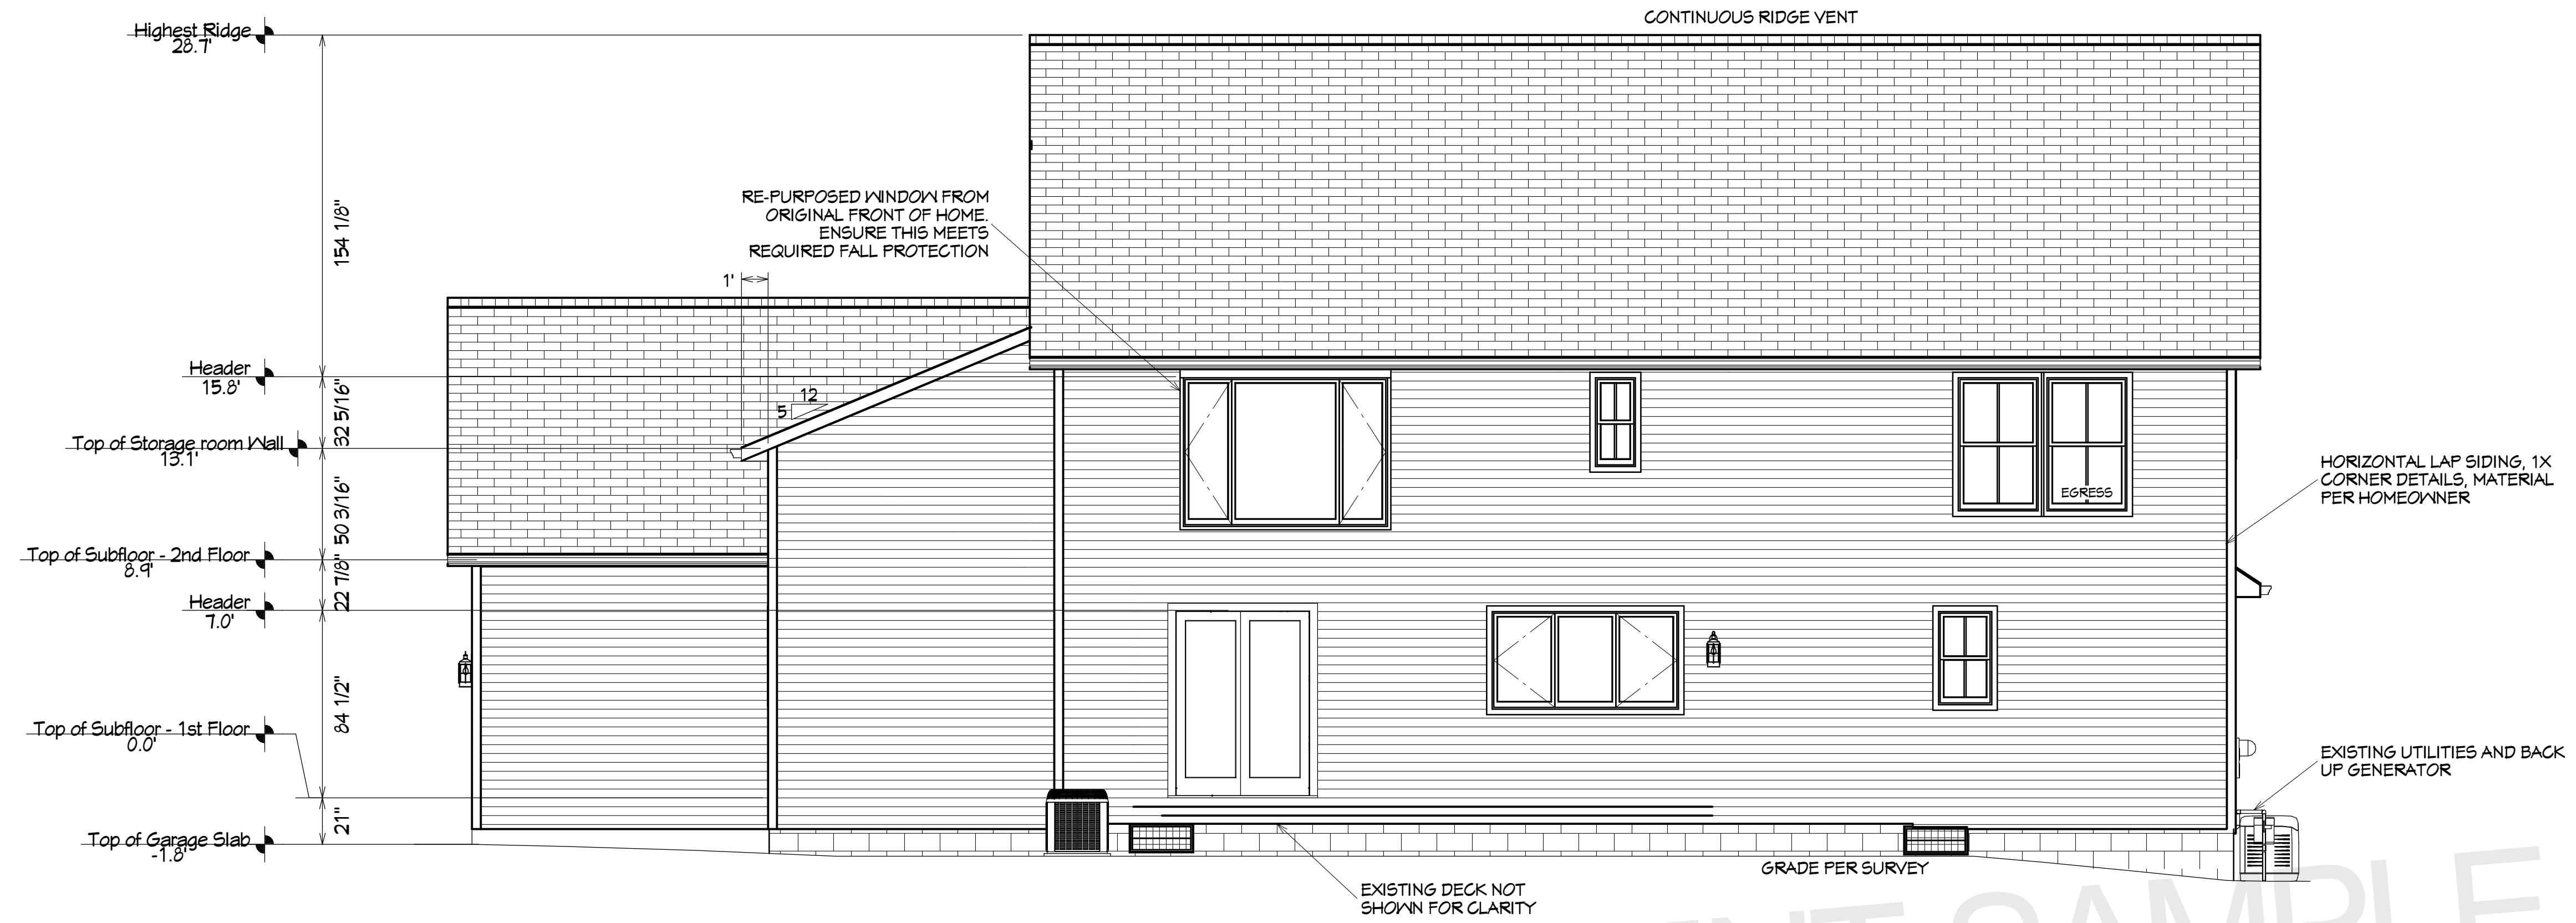 CONTINUOUS RIDGE VENT
Highest Ridge
28.7'
154 1/8"
RE-PURPOSED WINDOW FROM
ORIGINAL FRONT OF HOME.
ENSURE THIS MEETS
REQUIRED FALL PROTECTION
1'
Header
15.8'
32 5/16"
12
5
Top of Storage room Wall
13.1'
50 3/16"
EGRESS
HORIZONTAL LAP SIDING, 1X
CORNER DETAILS, MATERIAL
PER HOMEOWNER
Top of Subfloor - 2nd Floor
8.9'
22 7/8"
Header
7.0'
84 1/2"
Top of Subfloor - 1st Floor
0.0'
EXISTING UTILITIES AND BACK
UP GENERATOR
21"
Top of Garage Slab
-1.8'
GRADE PER SURVEY
EXISTING DECK NOT
SHOWN FOR CLARITY
SAMPLE